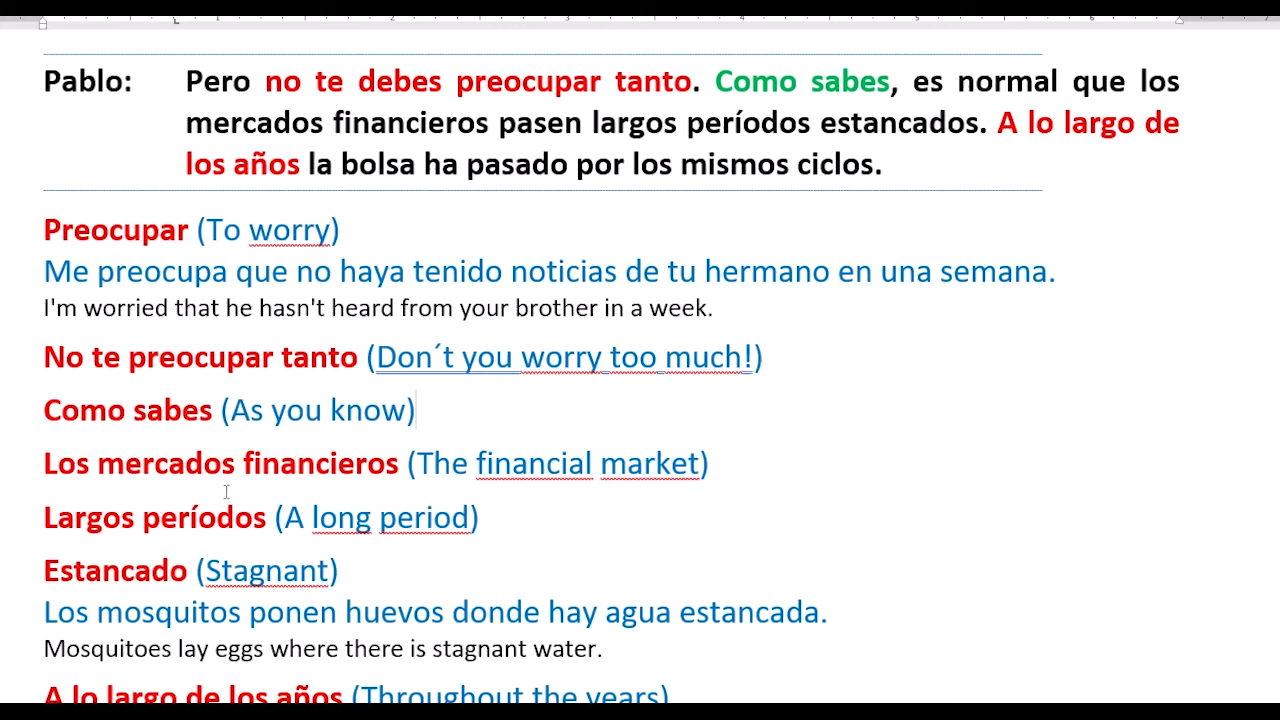 Pablo: Pero no te debes preocupar tanto. Como sabes, es normal que los
mercados financieros pasen largos períodos estancados. A lo largo de
los años la bolsa ha pasado por los mismos ciclos.
Preocupar (To worry)
Me preocupa que no haya tenido noticias de tu hermano en una semana.
I'm worried that he hasn't heard from your brother in a week.
No te preocupar tanto (Don´t you worry too much!)
Como sabes (As you know)
Los mercados financieros (The financial market)
Largos períodos (A long period)
Estancado (Stagnant)
Los mosquitos ponen huevos donde hay agua estancada.
Mosquitoes lay eggs where there is stagnant water.
A lo largo de los años (Throughout the years)